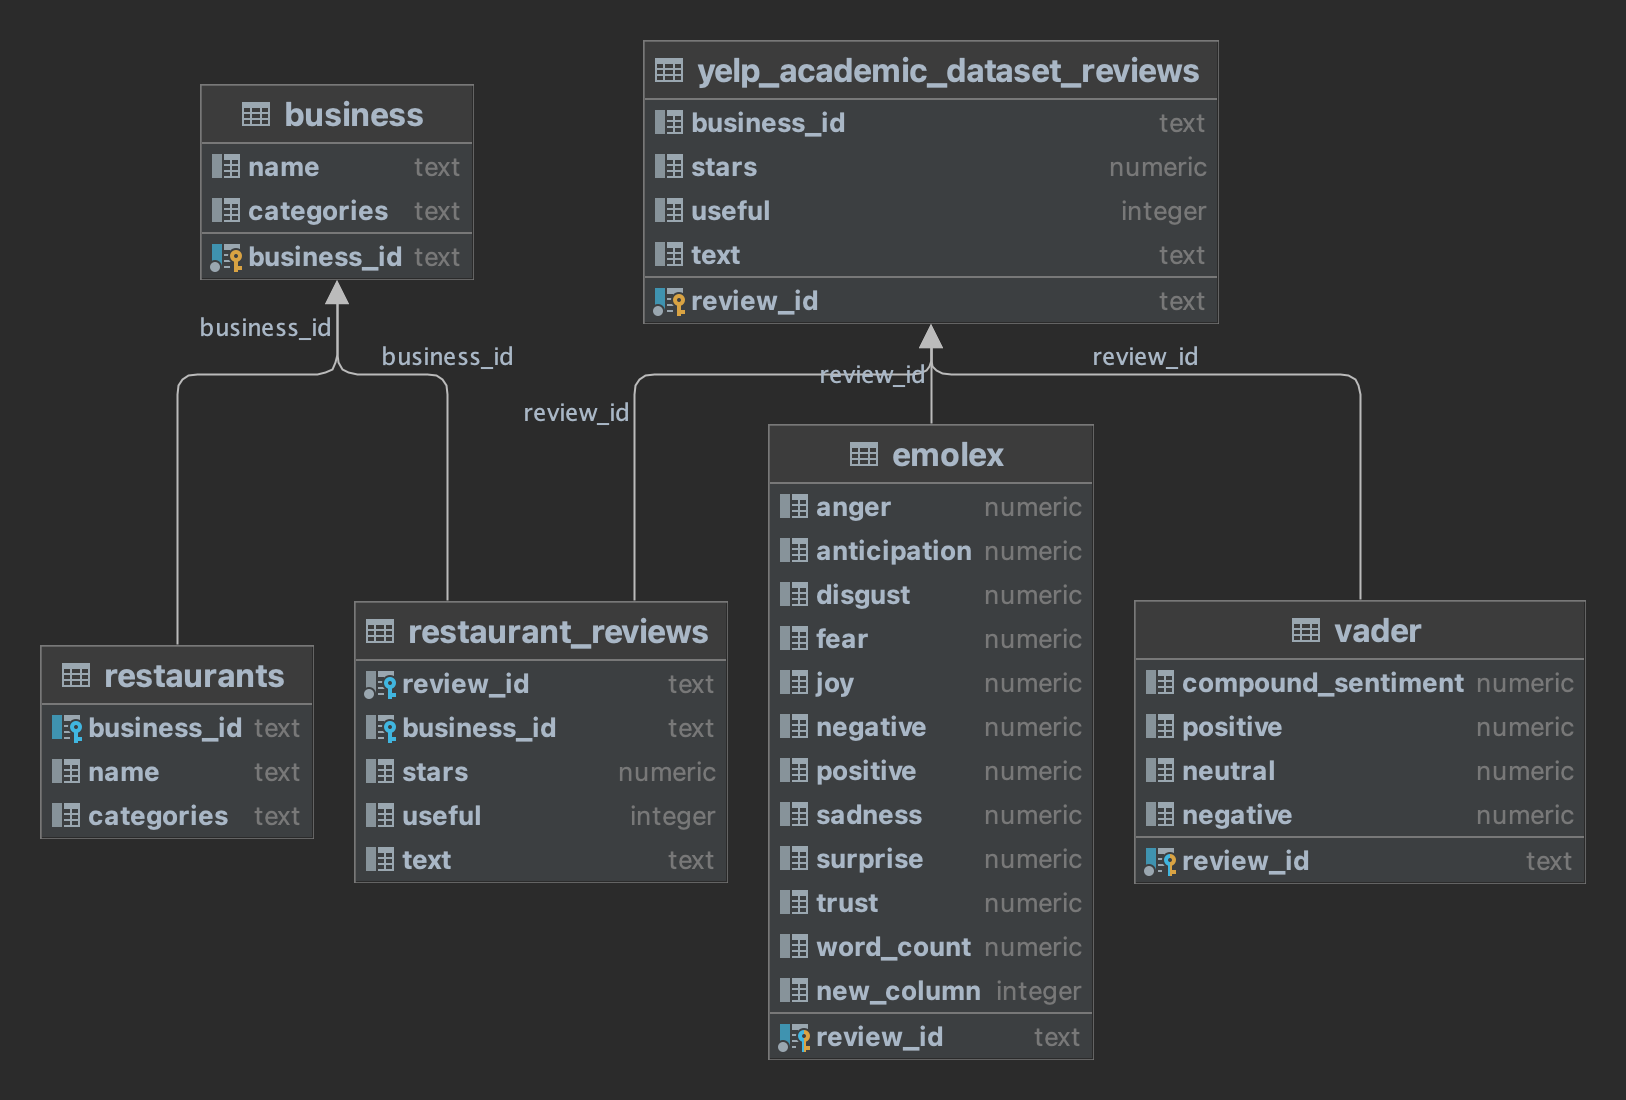 business
name text
categories text
business_id text
yelp_academic_dataset_reviews
business_id text
stars numeric
useful integer
text text
review_id text
business_id
business_id
review_id
review_id
review_id
restaurants
business_id text
name text
categories text
restaurant_reviews
review_id text
business_id text
stars numeric
useful integer
text text
emolex
anger numeric
anticipation numeric
disgust numeric
fear numeric
joy numeric
negative numeric
positive numeric
sadness numeric
surprise numeric
trust numeric
word_count numeric
new_column integer
review_id text
vader
compound_sentiment numeric
positive numeric
neutral numeric
negative numeric
review_id text